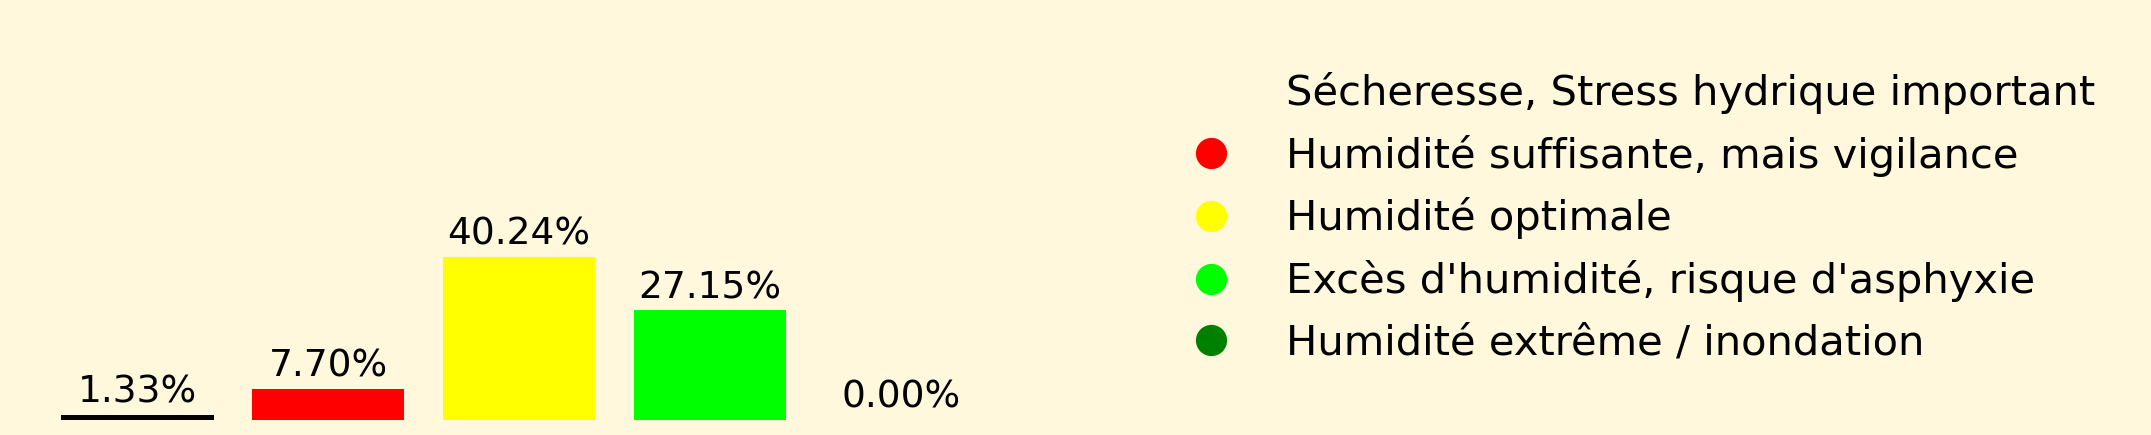 1.33%
7.70%
40.24%
27.15%
0.00%
Sécheresse, Stress hydrique important
Humidité suffisante, mais vigilance
Humidité optimale
Excès d'humidité, risque d'asphyxie
Humidité extrême / inondation